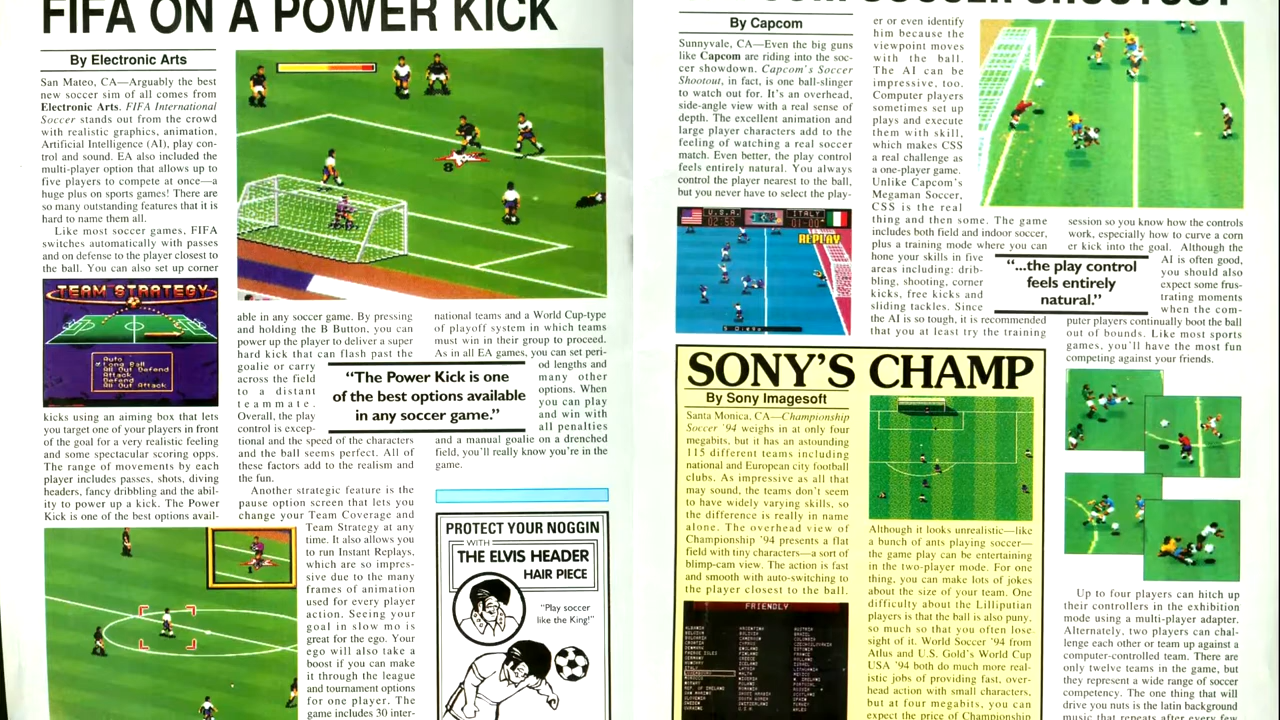 FIFA ON A POWER KICK
By Electronic Arts
San Mateo, CA—Arguably the best
new soccer sim of all comes from
Electronic Arts. FIFA International
Soccer stands out from the crowd
with realistic graphics, animation,
Artificial Intelligence (AI), play con-
trol and sound. EA also included the
multi-player option that allows up to
five players to compete at once—a
huge plus on sports games! There are
so many outstanding features that it is
hard to name them all.
Like most soccer games, FIFA
switches automatically with passes
and on defense to the player closest to
the ball. You can also set up corner
TEAM STRATEGY
Auto
Long Ball
All Out Defend
Attack
Defend
All Out Attack
kicks using an aiming box that lets
you target one of your players in front
of the goal for a very realistic feeling
and some spectacular scoring opps.
The range of movements by each
player includes passes, shots, diving
headers, fancy dribbling and the abil-
ity to power up a kick. The Power
Kick is one of the best options avail-
able in any soccer game. By pressing
and holding the B Button, you can
power up the player to deliver a super
hard kick that can flash past the
goalie or carry
across the field
to a distant
teammate.
Overall, the play
control is excep-
tional and the speed of the characters
and the ball seems perfect. All of
these factors add to the realism and
the fun.
Another strategic feature is the
pause option screen that lets you
change your Team Coverage and
Team Strategy at any
time. It also allows you
to run Instant Replays,
which are so impres-
sive due to the many
frames of animation
used for every player
action. Seeing your
goal in slow mo is
great for the ego. Your
ego will also take a
boost if you can make
it through the league
and tournament options
for one player. The
game includes 30 inter-
national teams and a World Cup-type
of playoff system in which teams
must win in their group to proceed.
As in all EA games, you can set peri-
od lengths and
many other
options. When
you can play
and win with
all penalties
and a manual goalie on a drenched
field, you'll really know you're in the
game.
“The Power Kick is one
of the best options available
in any soccer game.”
PROTECT YOUR NOGGIN
WITH
THE ELVIS HEADER
HAIR PIECE
"Play soccer
like the King!"
SOCCER SHOOTOUT
By Capcom
Sunnyvale, CA—Even the big guns
like Capcom are riding into the soc-
cer showdown. Capcom's Soccer
Shootout, in fact, is one ball-slinger
to watch out for. It's an overhead,
side-angle view with a real sense of
depth. The excellent animation and
large player characters add to the
feeling of watching a real soccer
match. Even better, the play control
feels entirely natural. You always
control the player nearest to the ball,
but you never have to select the play-
er or even identify
him because the
viewpoint moves
with the ball.
The AI can be
impressive, too.
Computer players
sometimes set up
plays and execute
them with skill,
which makes CSS
a real challenge as
a one-player game.
Unlike Capcom's
Megaman Soccer,
CSS is the real
thing and then some. The game
includes both field and indoor soccer,
plus a training mode where you can
hone your skills in five
areas including: drib-
bling, shooting, corner
kicks, free kicks and
sliding tackles. Since
the AI is so tough, it is recommended
that you at least try the training
U.S.A.
ITALY
REPLAY
session so you know how the controls
work, especially how to curve a corn
er kick into the goal. Although the
AI is often good,
you should also
expect some frus-
trating moments
when the com-
puter players continually boot the ball
out of bounds. Like most sports
games, you'll have the most fun
competing against your friends.
“...the play control
feels entirely
natural.”
Up to four players can hitch up
their controllers in the exhibition
mode using a multi-player adapter.
Alternately, two players can chal
lenge each other or team up against a
computer-controlled team. There are
only twelve teams in the game, but
they represent a wide range of soccer
competency. The one thing that will
drive you nuts is the latin background
music that repeats after every few
SONY'S CHAMP
By Sony Imagesoft
Santa Monica, CA—Championship
Soccer '94 weighs in at only four
megabits, but it has an astounding
115 different teams including
national and European city football
clubs. As impressive as all that
may sound, the teams don't seem
to have widely varying skills, so
the difference is really in name
alone. The overhead view of
Championship '94 presents a flat
field with tiny characters—a sort of
blimp-cam view. The action is fast
and smooth with auto-switching to
the player closest to the ball.
FRIENDLY
Although it looks unrealistic—like
a bunch of ants playing soccer—
the game play can be entertaining
in the two-player mode. For one
thing, you can make lots of jokes
about the size of your team. One
difficulty about the Lilliputian
players is that the ball is also puny,
so much so that you often lose
sight of it. World Soccer '94 from
Atlus and U.S. Gold's World Cup
USA '94 both do much more real-
istic jobs of providing fast, over-
head action with small characters,
but at four megabits, you can
expect the price of Championship